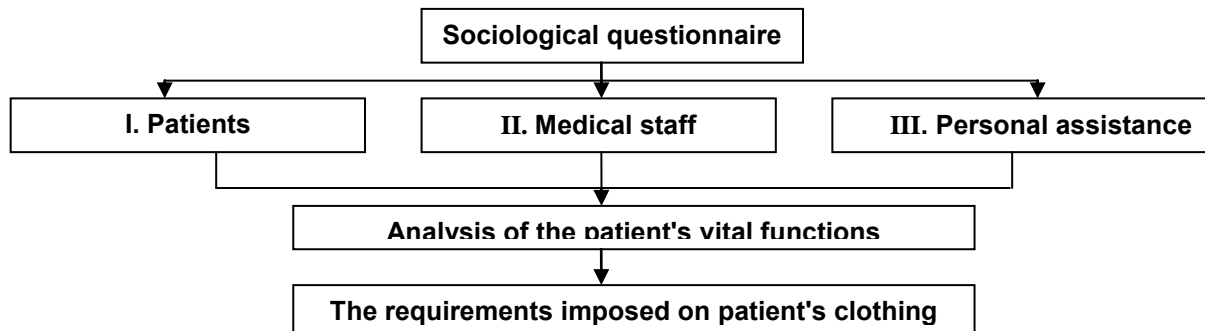 Sociological questionnaire
I. Patients
II. Medical staff
III. Personal assistance
Analysis of the patient's vital functions
The requirements imposed on patient's clothing